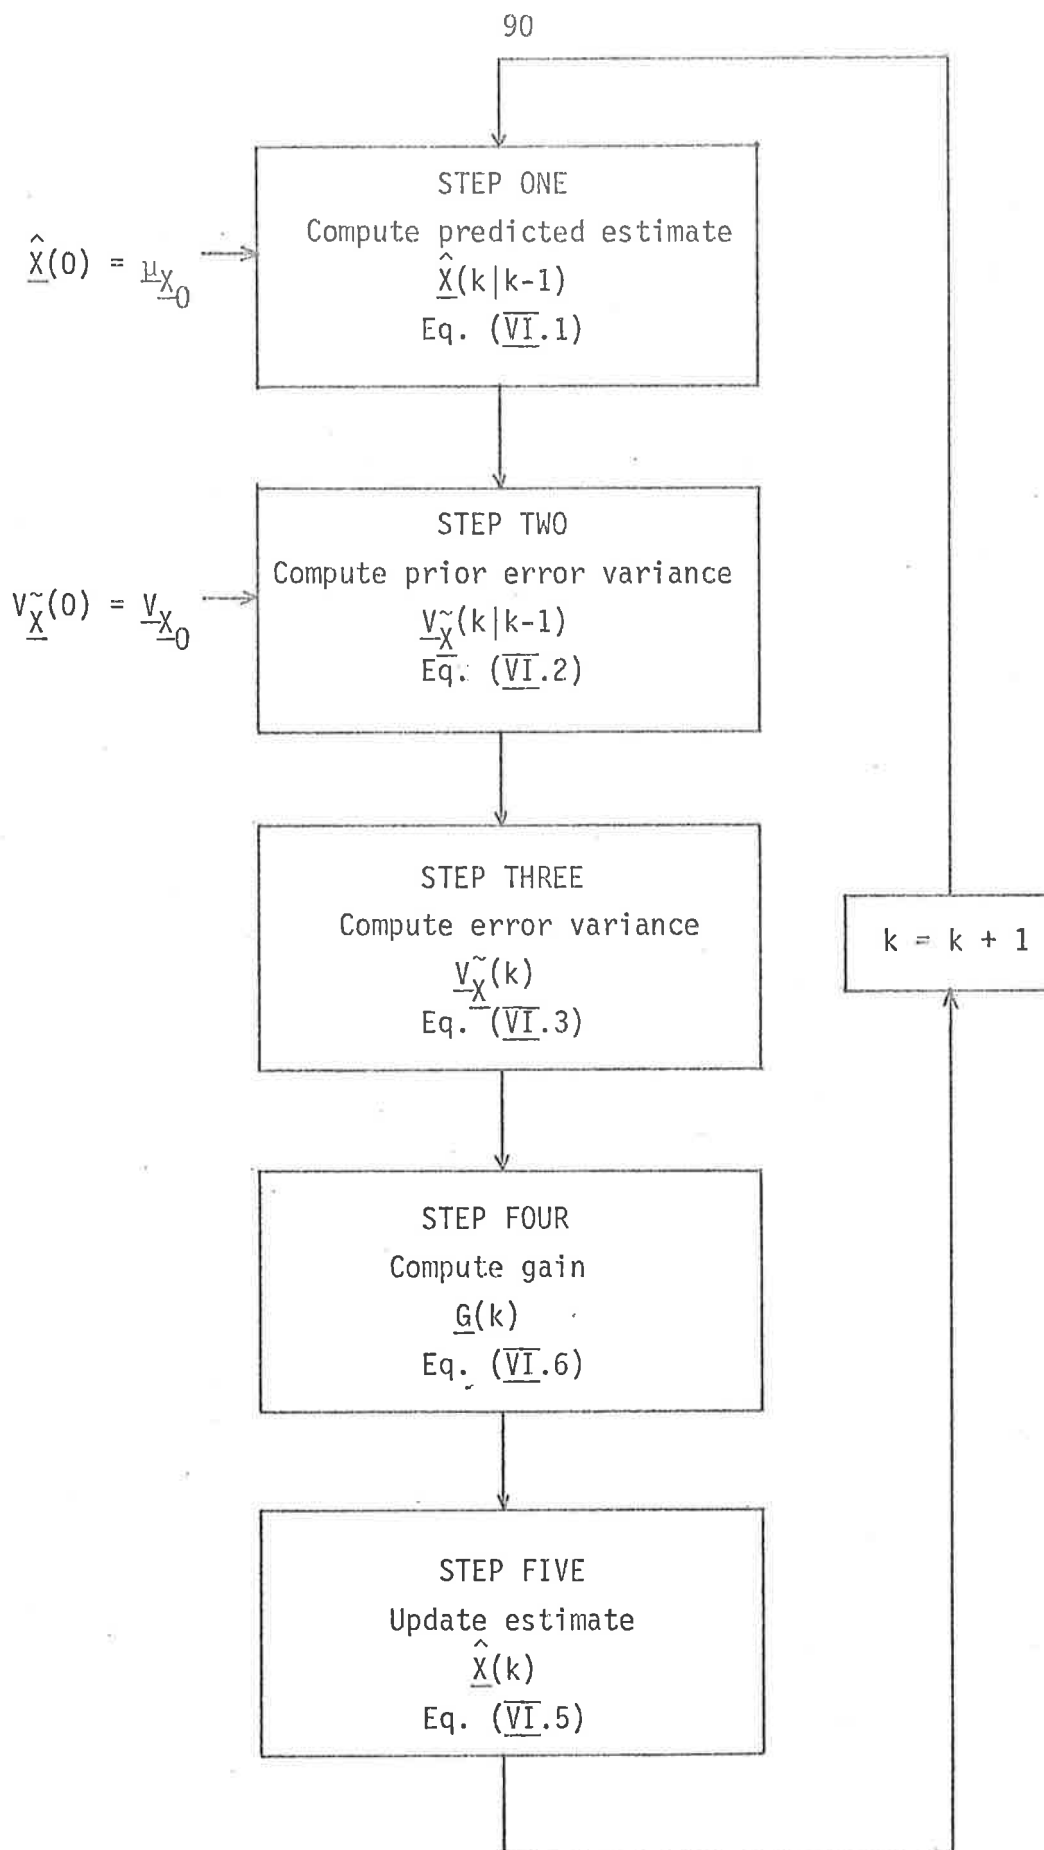 90
STEP ONE
Compute predicted estimate
X̂(k|k-1)
Eq. (VI.1)
X̂(0) = μX0
STEP TWO
Compute prior error variance
VX̃(k|k-1)
Eq. (VI.2)
VX̃(0) = VX0
STEP THREE
Compute error variance
VX̃(k)
Eq. (VI.3)
k = k + 1
STEP FOUR
Compute gain
G(k)
Eq. (VI.6)
STEP FIVE
Update estimate
X̂(k)
Eq. (VI.5)